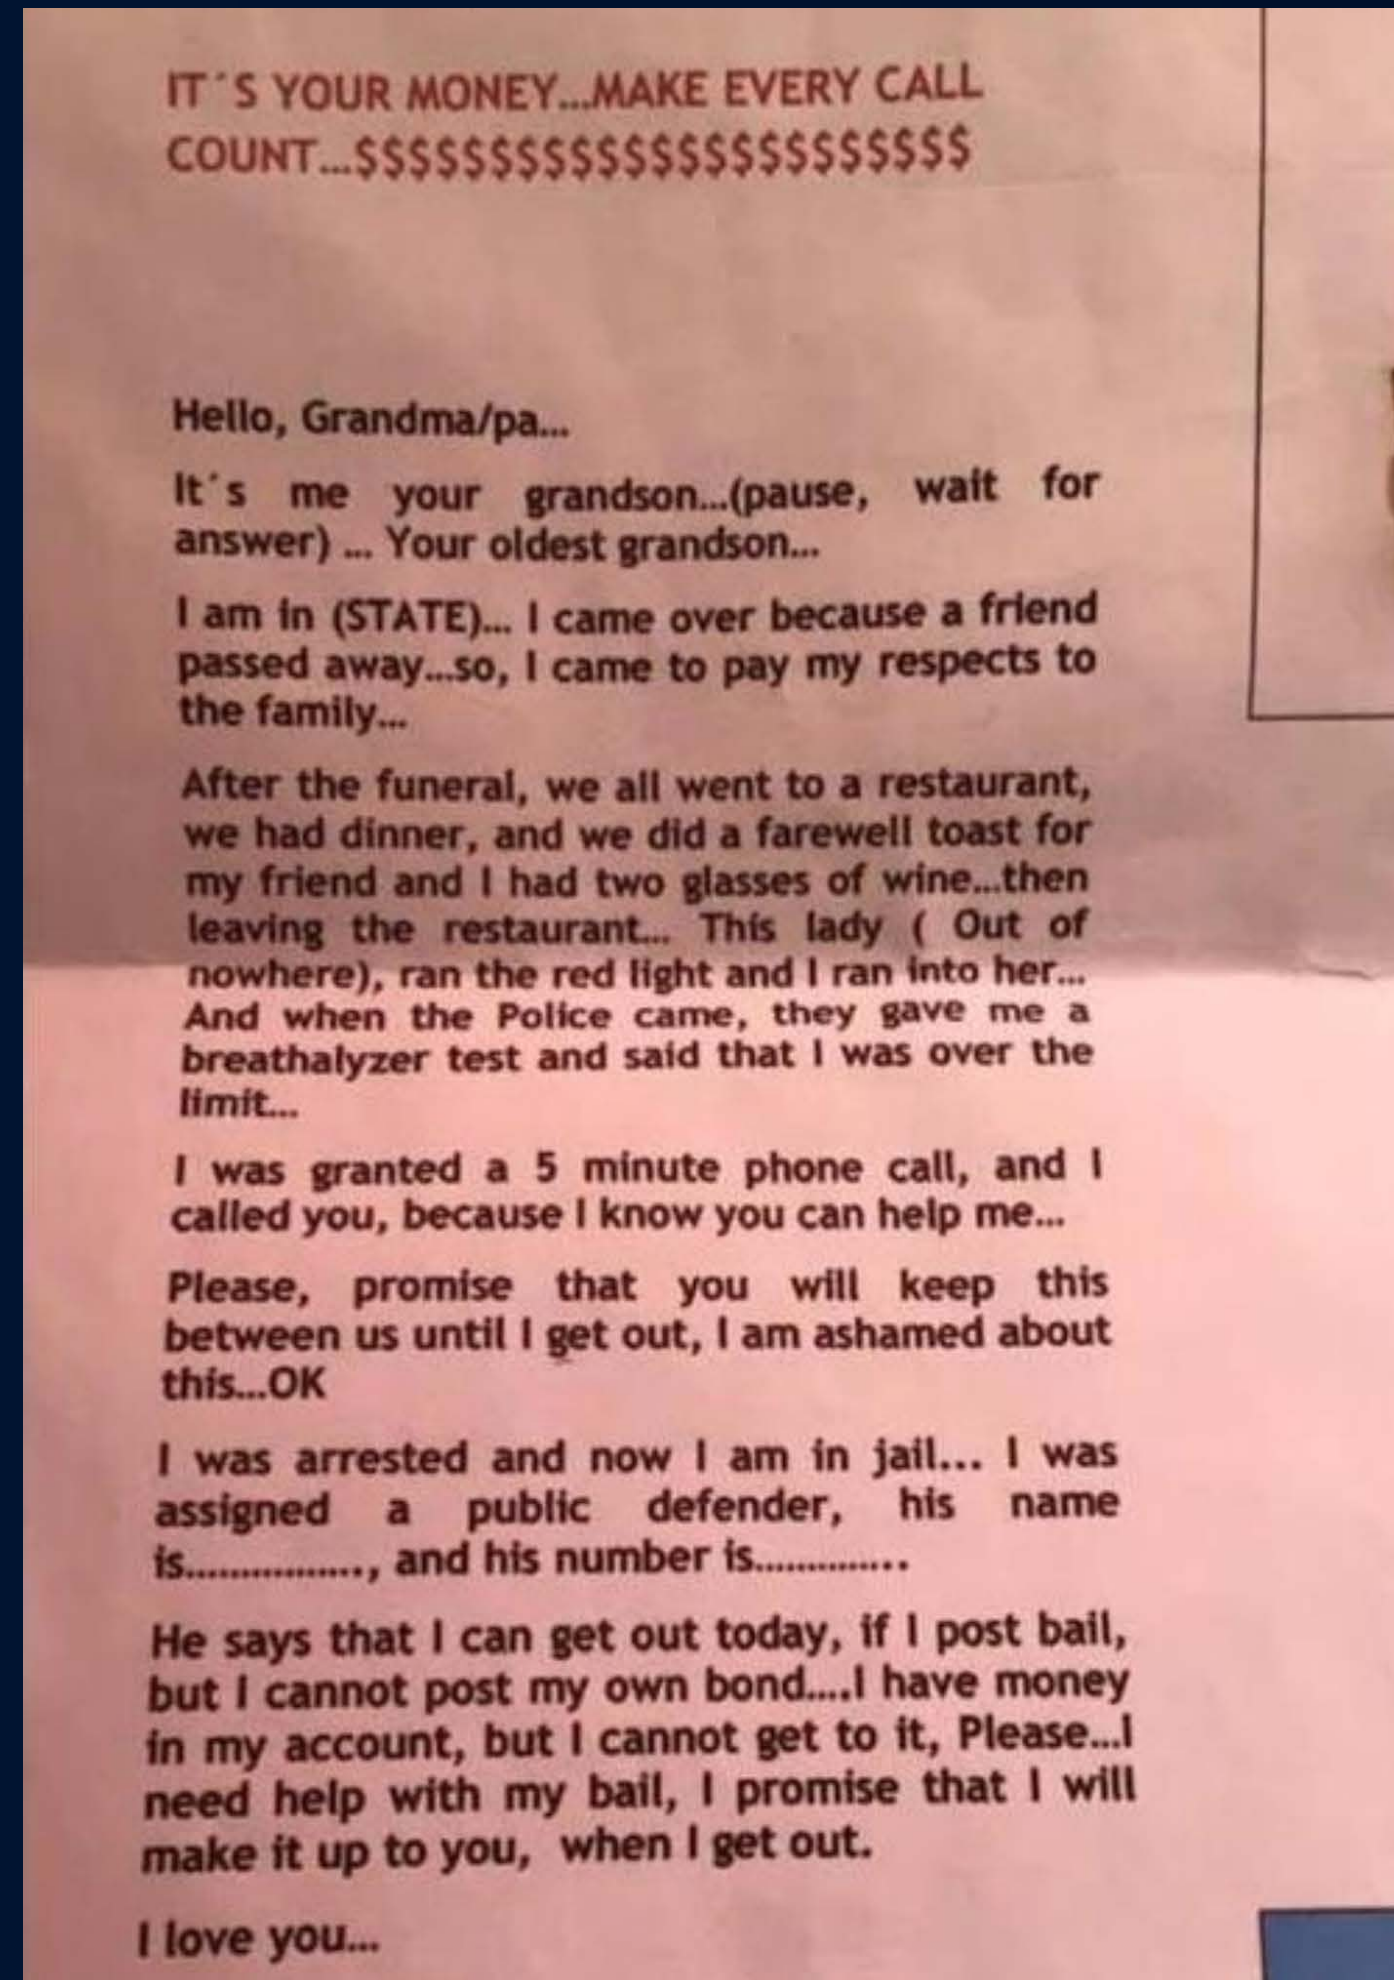 IT´S YOUR MONEY...MAKE EVERY CALL
COUNT...$$$$$$$$$$$$$$$$$$$$$$$
Hello, Grandma/pa...
It´s me your grandson...(pause, wait for
answer) ... Your oldest grandson...
I am in (STATE)... I came over because a friend
passed away...so, I came to pay my respects to
the family...
After the funeral, we all went to a restaurant,
we had dinner, and we did a farewell toast for
my friend and I had two glasses of wine...then
leaving the restaurant... This lady ( Out of
nowhere), ran the red light and I ran into her...
And when the Police came, they gave me a
breathalyzer test and said that I was over the
limit...
I was granted a 5 minute phone call, and I
called you, because I know you can help me...
Please, promise that you will keep this
between us until I get out, I am ashamed about
this...OK
I was arrested and now I am in jail... I was
assigned a public defender, his name
is................, and his number is..............
He says that I can get out today, if I post bail,
but I cannot post my own bond....I have money
in my account, but I cannot get to it, Please...I
need help with my bail, I promise that I will
make it up to you, when I get out.
I love you...